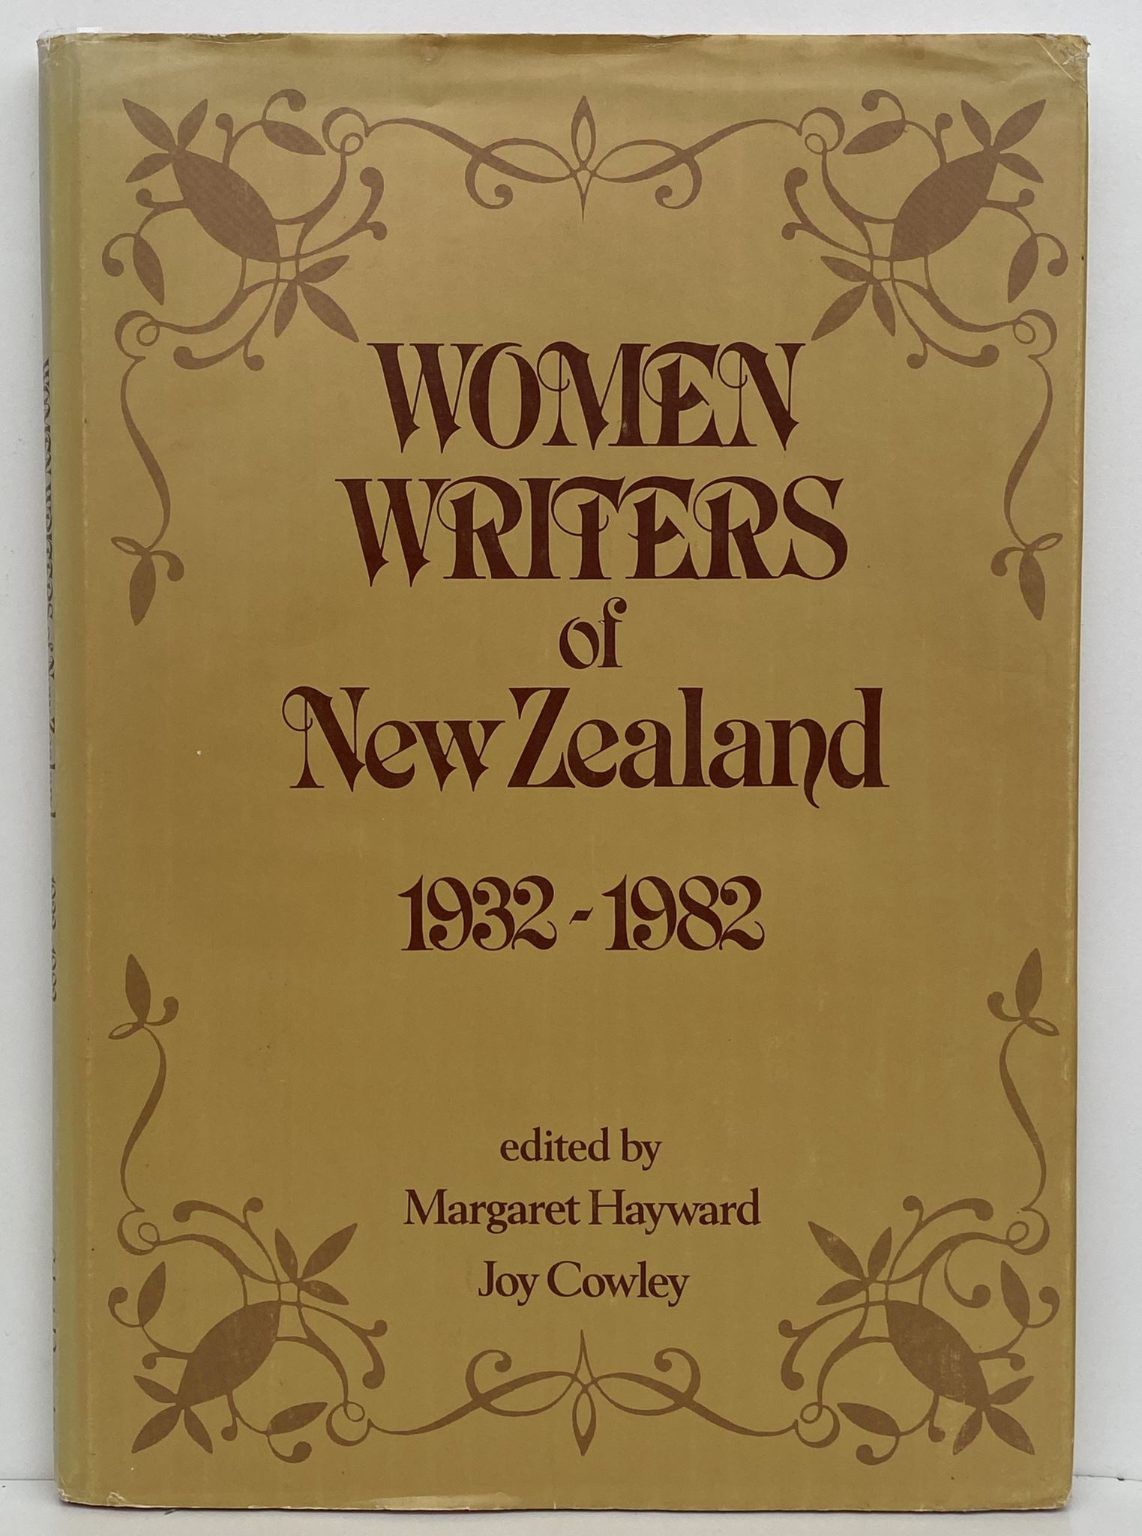 WOMEN
WRITERS
of
New Zealand
1932-1982
edited by
Margaret Hayward
Joy Cowley